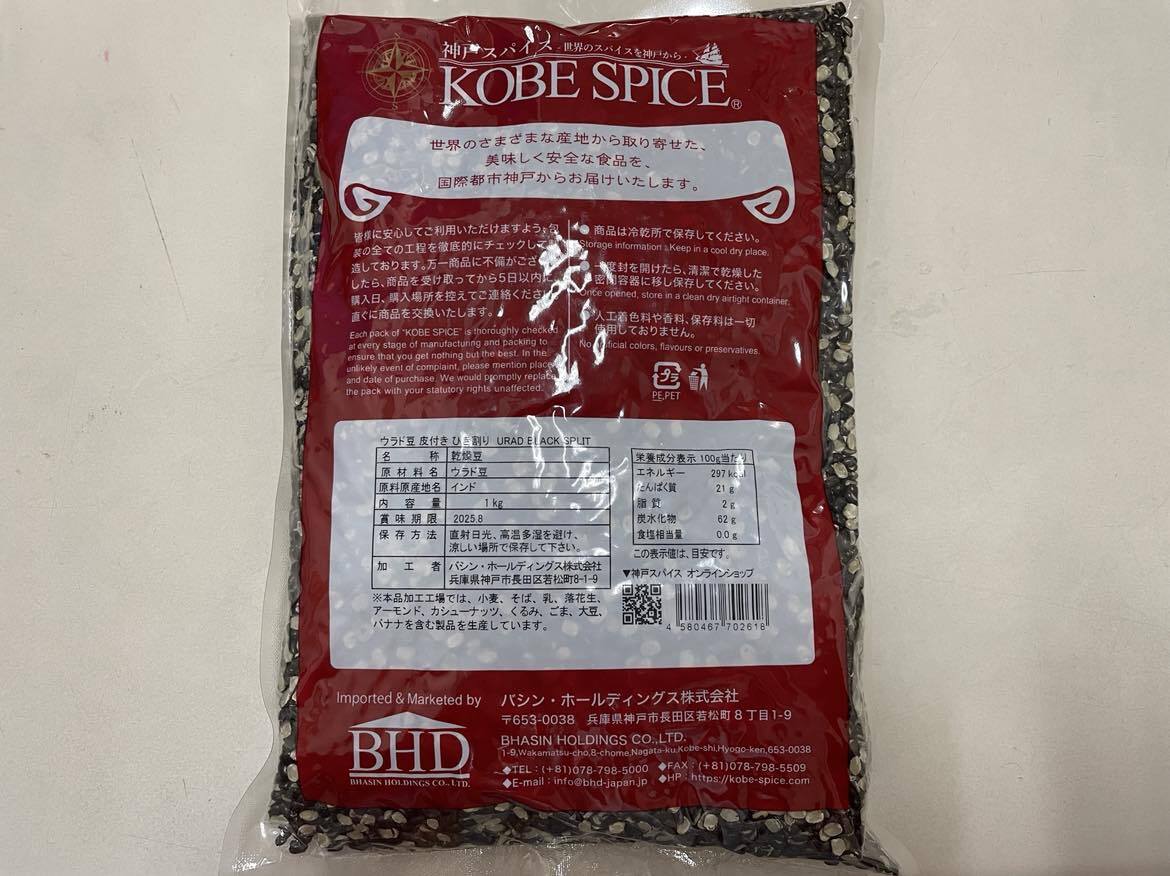 神戸スパイス - 世界のスパイスを神戸から -
KOBE SPICE®
世界のさまざまな産地から取り寄せた、
美味しく安全な食品を、
国際都市神戸からお届けいたします。
皆様に安心してご利用いただけますよう、包
装の全ての工程を徹底的にチェックして
造しております。万一商品に不備がござ
したら、商品を受け取ってから5日以内に
購入日、購入場所を控えてご連絡くださ
直ぐに商品を交換いたします。
Each pack of "KOBE SPICE" is thoroughly checked
at every stage of manufacturing and packing to
ensure that you get nothing but the best. In the
unlikely event of complaint, please mention place
and date of purchase. We would promptly replace
the pack with your statutory rights unaffected.
● 商品は冷乾所で保存してください。
Storage information : Keep in a cool dry place.
度封を開けたら、清潔で乾燥した
密閉容器に移し保存してください。
Once opened, store in a clean dry airtight container.
人工着色料や香料、保存料は一切
使用しておりません。
No artificial colors, flavours or preservatives.
プラ
PE,PET
ウラド豆 皮付き ひき割り URAD BLACK SPLIT
名 称 乾燥豆
原 材 料 名 ウラド豆
原料原産地名 インド
内 容 量 1kg
賞 味 期 限 2025.8
保 存 方 法 直射日光、高温多湿を避け、
涼しい場所で保存して下さい。
加 工 者 バシン・ホールディングス株式会社
兵庫県神戸市長田区若松町8-1-9
※本品加工工場では、小麦、そば、乳、落花生、
アーモンド、カシューナッツ、くるみ、ごま、大豆、
バナナを含む製品を生産しています。
栄養成分表示 100g当たり
エネルギー 297 kcal
たんぱく質 21 g
脂 質 2 g
炭水化物 62 g
食塩相当量 0.0 g
この表示値は、目安です。
▼神戸スパイス オンラインショップ
4 580467 702618
Imported & Marketed by
BHD
BHASIN HOLDINGS CO., LTD.
バシン・ホールディングス株式会社
〒653-0038 兵庫県神戸市長田区若松町8丁目1-9
BHASIN HOLDINGS CO.,LTD.
1-9,Wakamatsu-cho,8-chome,Nagata-ku,Kobe-shi,Hyogo-ken,653-0038
◆TEL : (+81)078-798-5000 ◆FAX : (+81)078-798-5509
◆E-mail : info@bhd-japan.jp ◆HP : https://kobe-spice.com